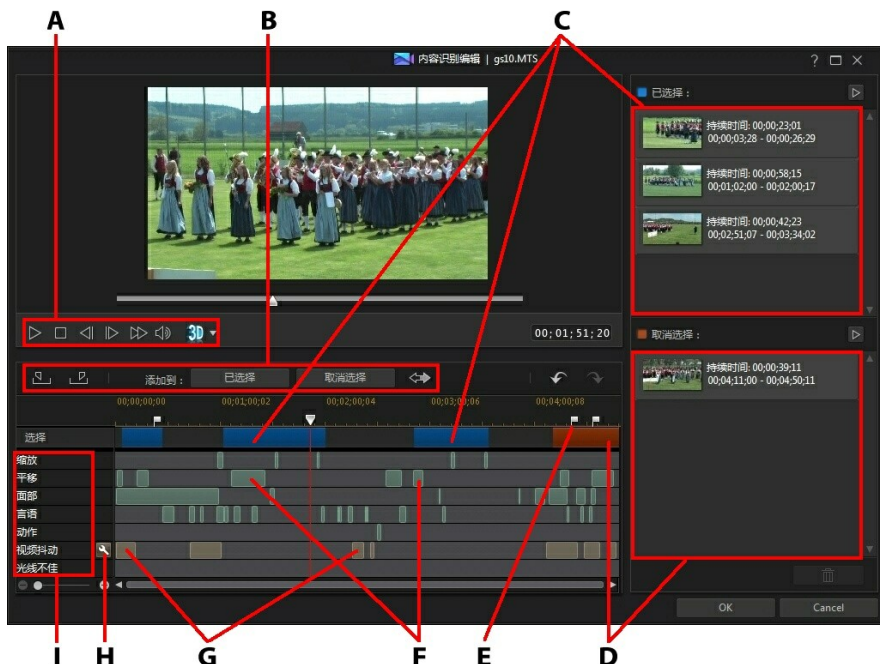 A B C
内容识别编辑 | gs10.MTS
已选择：
持续时间: 00;00;23;01
00;00;03;28 - 00;00;26;29
持续时间: 00;00;58;15
00;01;02;00 - 00;02;00;17
持续时间: 00;00;42;23
00;02;51;07 - 00;03;34;02
3D
00; 01; 51; 20
取消选择：
持续时间: 00;00;39;11
00;04;11;00 - 00;04;50;11
添加到： 已选择 取消选择
00;00;00;00 00;01;00;02 00;02;00;04 00;03;00;06 00;04;00;08
选择
缩放
平移
面部
言语
动作
视频抖动
光线不佳
OK Cancel
I H G F E D